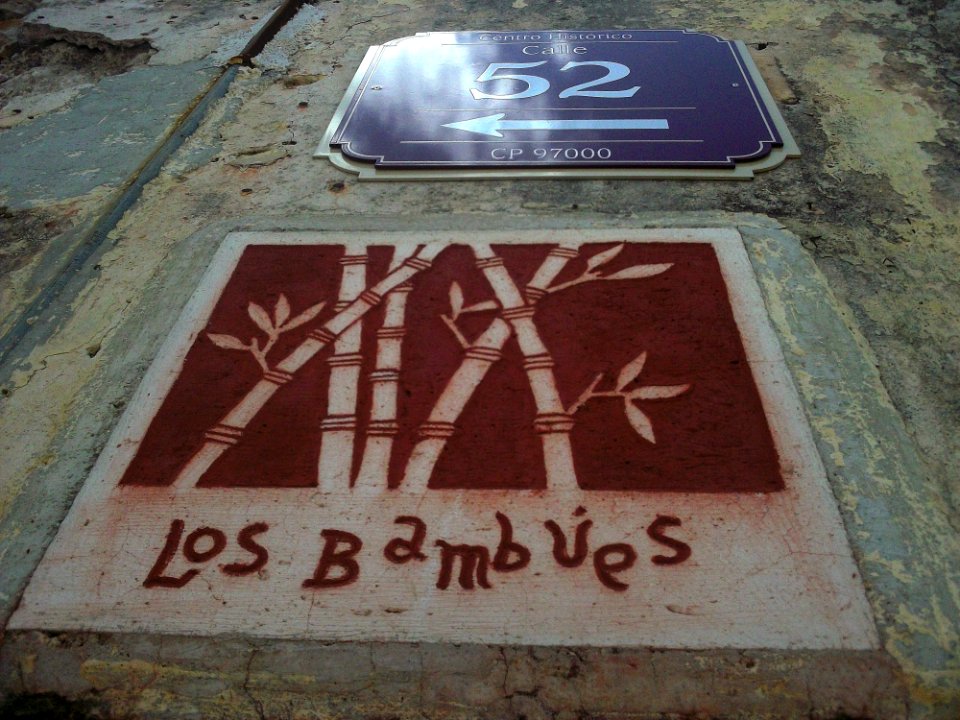 Centro Histórico
Calle
52
CP 97000
Los Bambúes